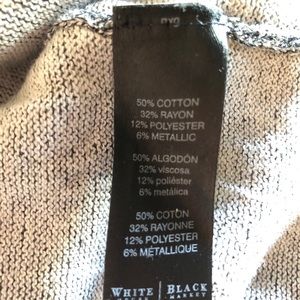 50% COTTON
32% RAYON
12% POLYESTER
6% METALLIC
50% ALGODÓN
32% viscosa
12% poliéster
6% metálica
50% COTON
32% RAYONNE
12% POLYESTER
6% MÉTALLIQUE
WHITE BLACK
MARKET